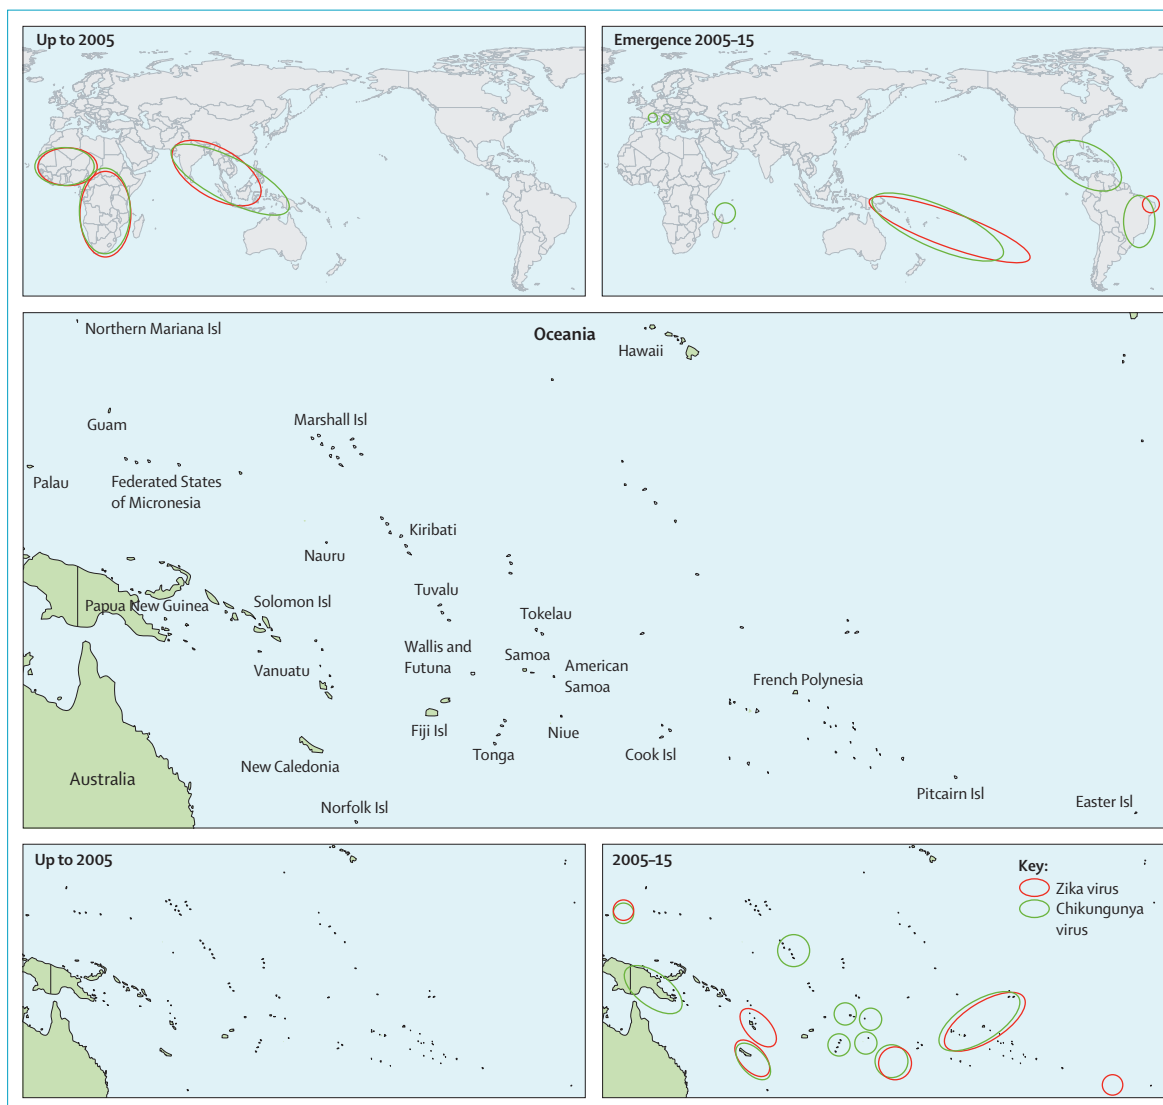 Up to 2005
Emergence 2005–15
Northern Mariana Isl
Oceania
Hawaii
Guam
Marshall Isl
Palau
Federated States
of Micronesia
Kiribati
Nauru
Papua New Guinea
Solomon Isl
Tuvalu
Tokelau
Wallis and
Futuna
Samoa
American
Samoa
Vanuatu
French Polynesia
Fiji Isl
Tonga
Niue
Cook Isl
New Caledonia
Australia
Norfolk Isl
Pitcairn Isl
Easter Isl
Up to 2005
2005–15
Key:
Zika virus
Chikungunya
virus